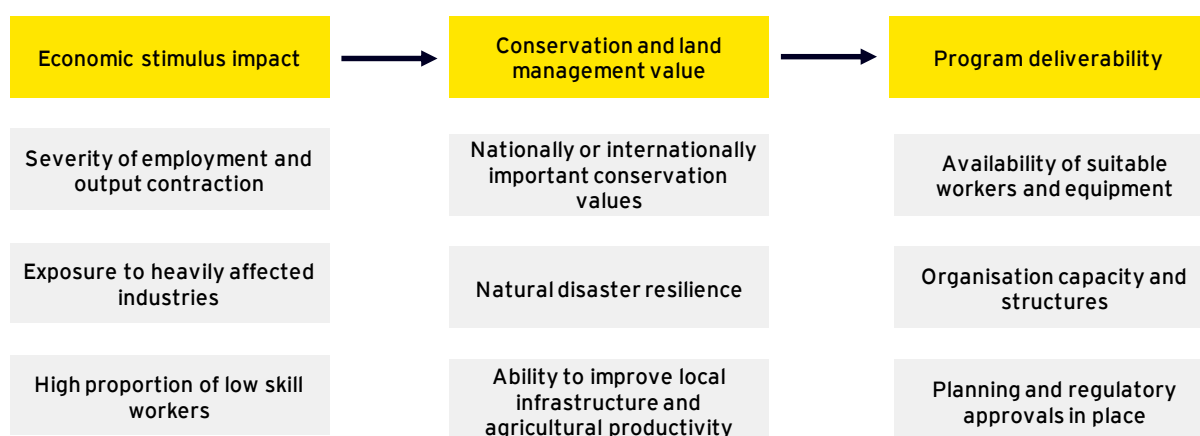 Economic stimulus impact
Conservation and land
management value
Program deliverability
Severity of employment and
output contraction
Nationally or internationally
important conservation
values
Availability of suitable
workers and equipment
Exposure to heavily affected
industries
Natural disaster resilience
Organisation capacity and
structures
High proportion of low skill
workers
Ability to improve local
infrastructure and
agricultural productivity
Planning and regulatory
approvals in place